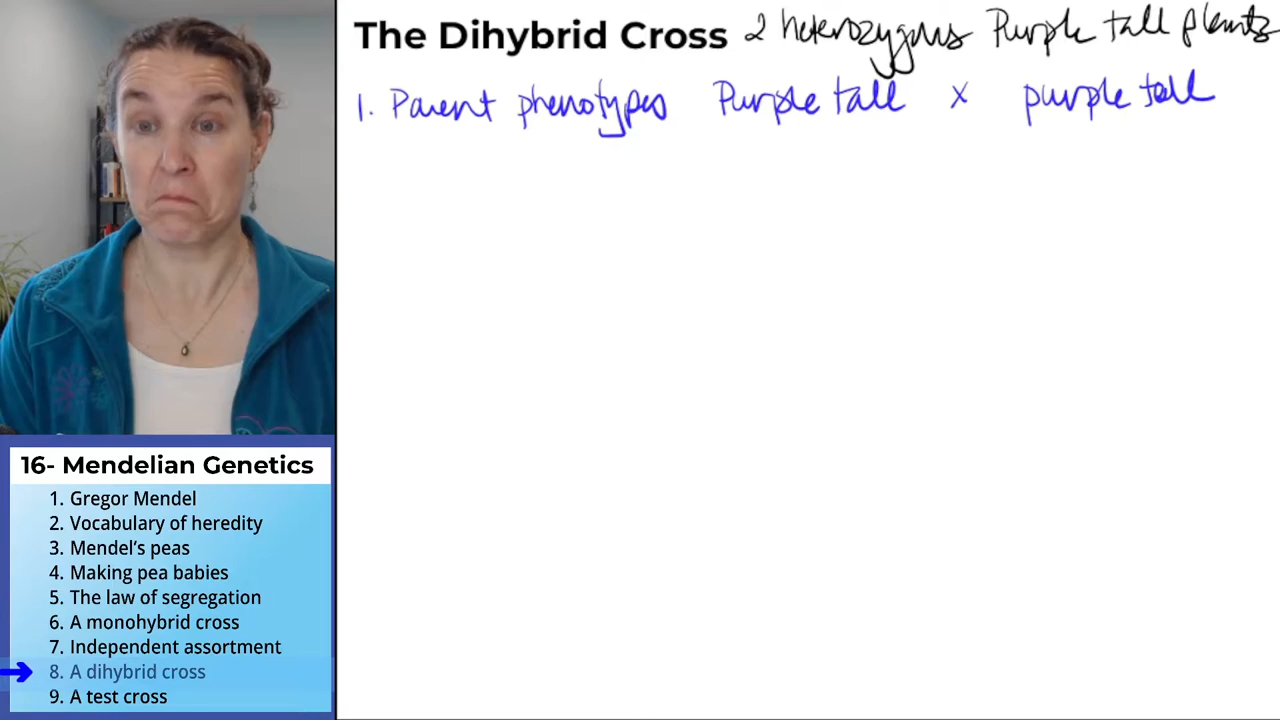 The Dihybrid Cross 2 heterozygous Purple tall plants
1. Parent phenotypes Purple tall x purple tall
16- Mendelian Genetics
1. Gregor Mendel
2. Vocabulary of heredity
3. Mendel's peas
4. Making pea babies
5. The law of segregation
6. A monohybrid cross
7. Independent assortment
8. A dihybrid cross
9. A test cross